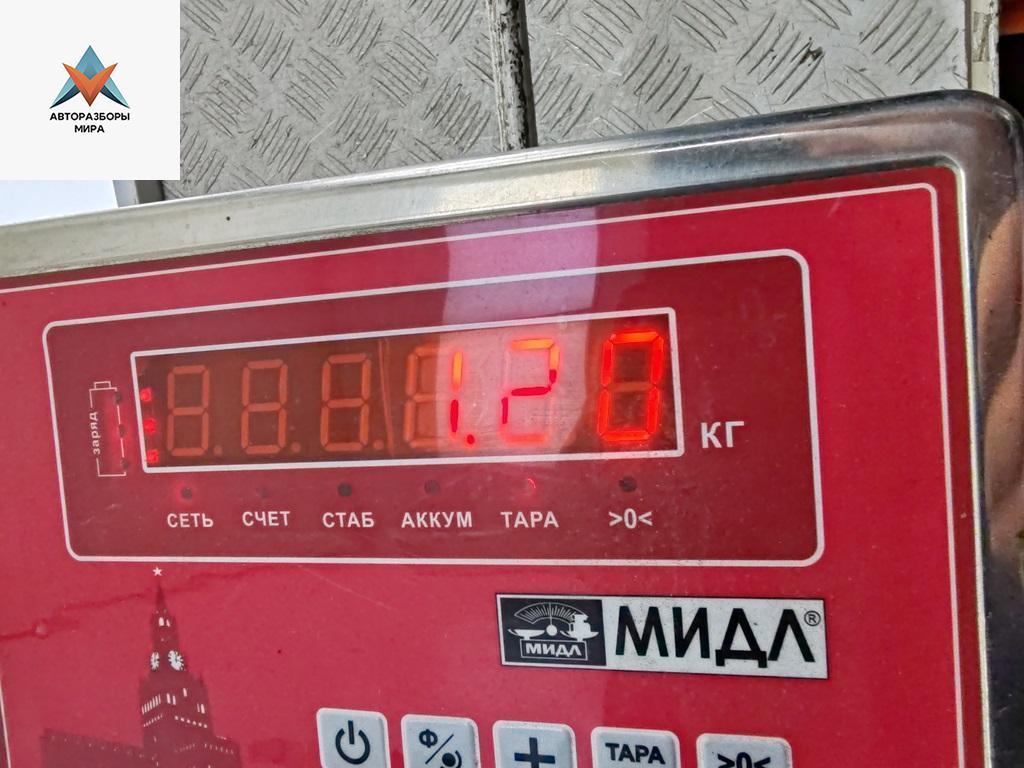 АВТОРАЗБОРЫ
МИРА
1.20
заряд
КГ
СЕТЬ СЧЕТ СТАБ АККУМ ТАРА >0<
МИДЛ МИДЛ®
Ф ТАРА >0<